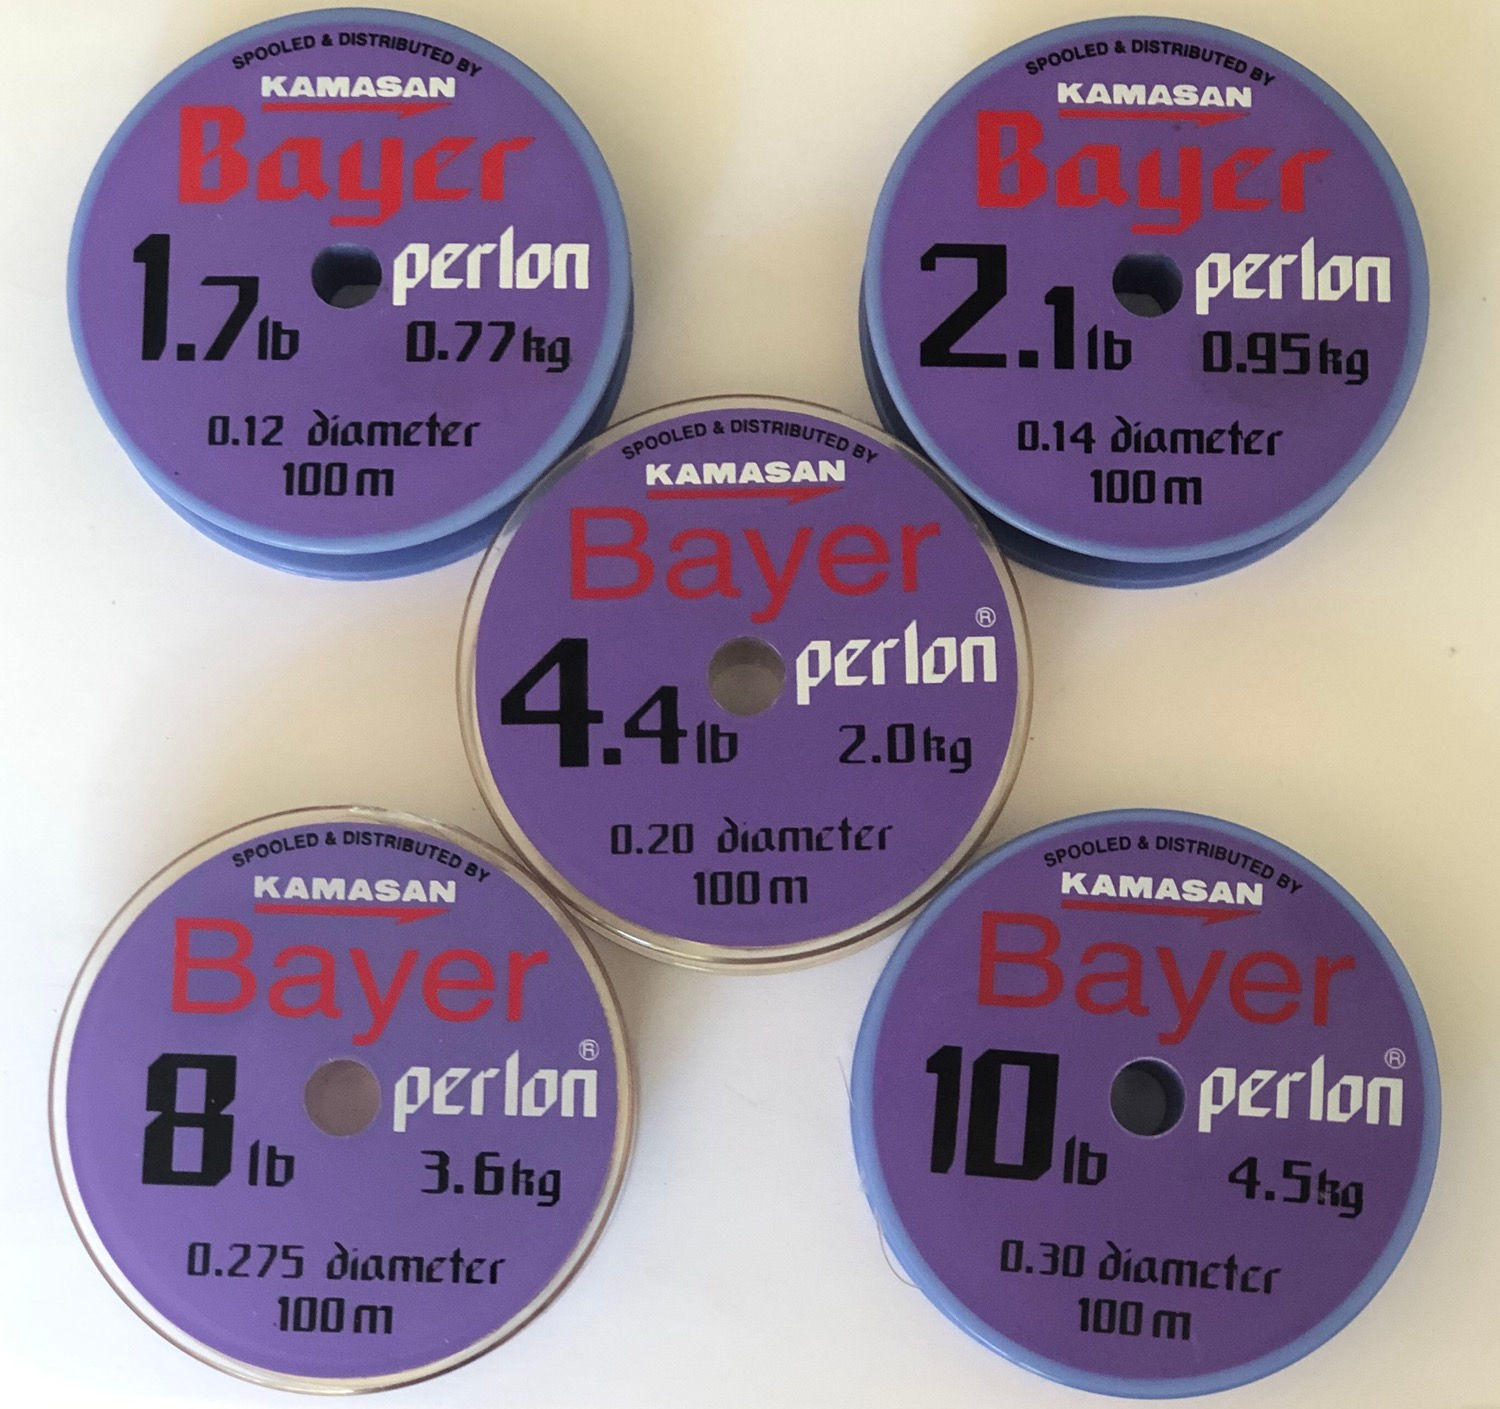 SPOOLED & DISTRIBUTED BY
KAMASAN
Bayer
perlon
1.7lb
0.77kg
0.12 diameter
100m
SPOOLED & DISTRIBUTED BY
KAMASAN
Bayer
perlon
2.1lb
0.95kg
0.14 diameter
100m
SPOOLED & DISTRIBUTED BY
KAMASAN
Bayer
perlon®
4.4lb
2.0kg
0.20 diameter
100m
SPOOLED & DISTRIBUTED BY
KAMASAN
Bayer
perlon®
8lb
3.6kg
0.275 diameter
100m
SPOOLED & DISTRIBUTED BY
KAMASAN
Bayer
perlon®
10lb
4.5kg
0.30 diameter
100m